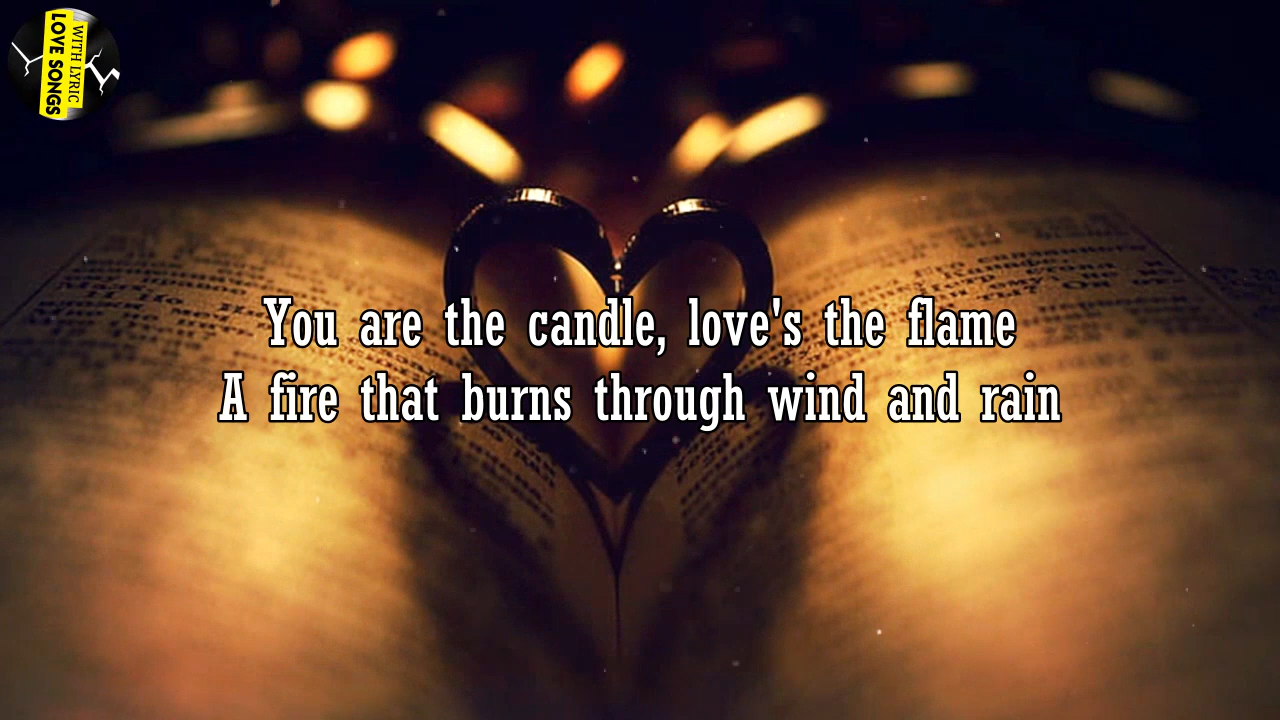 WITH LYRIC
LOVE SONGS
You are the candle, love's the flame
A fire that burns through wind and rain